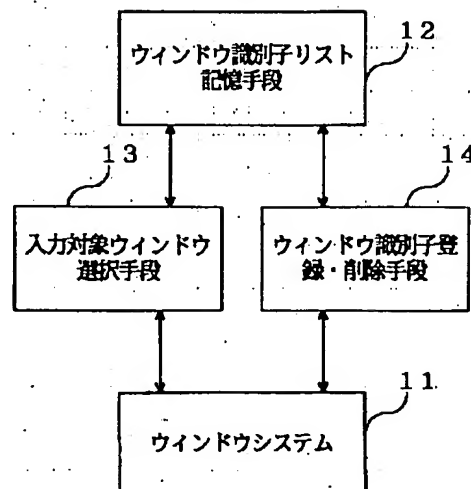 12
ウィンドウ識別子リスト
記憶手段
13
14
入力対象ウィンドウ
選択手段
ウィンドウ識別子登
録・削除手段
11
ウィンドウシステム